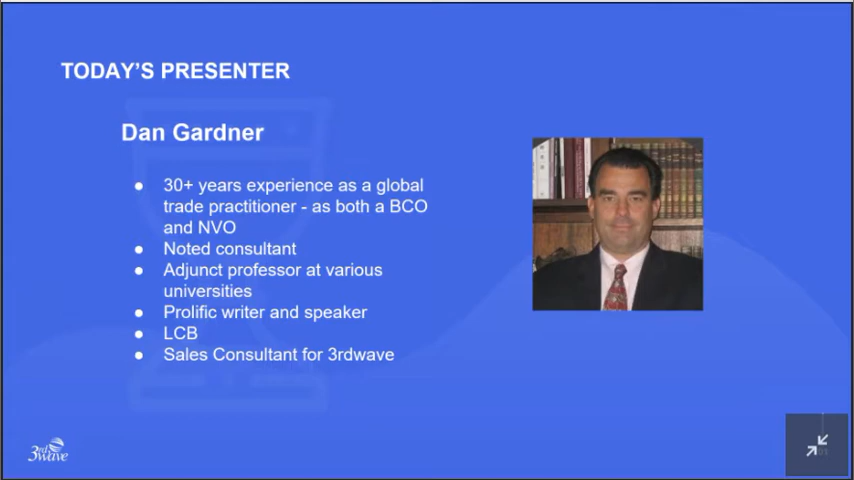 TODAY'S PRESENTER
Dan Gardner
● 30+ years experience as a global
trade practitioner - as both a BCO
and NVO
● Noted consultant
● Adjunct professor at various
universities
● Prolific writer and speaker
● LCB
● Sales Consultant for 3rdwave
3rdwave